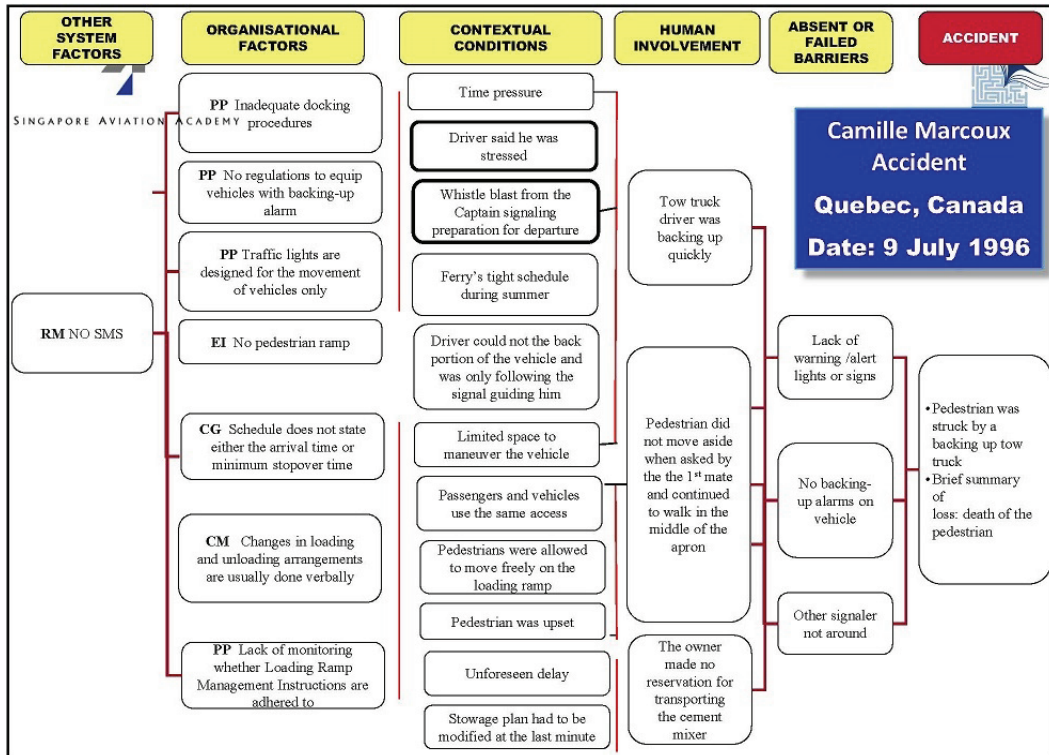 OTHER
SYSTEM
FACTORS
ORGANISATIONAL
FACTORS
CONTEXTUAL
CONDITIONS
HUMAN
INVOLVEMENT
ABSENT OR
FAILED
BARRIERS
ACCIDENT
SINGAPORE AVIATION ACADEMY
Camille Marcoux
Accident
Quebec, Canada
Date: 9 July 1996
RM NO SMS
PP Inadequate docking
procedures
PP No regulations to equip
vehicles with backing-up
alarm
PP Traffic lights are
designed for the movement
of vehicles only
EI No pedestrian ramp
CG Schedule does not state
either the arrival time or
minimum stopover time
CM Changes in loading
and unloading arrangements
are usually done verbally
PP Lack of monitoring
whether Loading Ramp
Management Instructions are
adhered to
Time pressure
Driver said he was
stressed
Whistle blast from the
Captain signaling
preparation for departure
Ferry's tight schedule
during summer
Driver could not the back
portion of the vehicle and
was only following the
signal guiding him
Limited space to
maneuver the vehicle
Passengers and vehicles
use the same access
Pedestrians were allowed
to move freely on the
loading ramp
Pedestrian was upset
Unforeseen delay
Stowage plan had to be
modified at the last minute
Tow truck
driver was
backing up
quickly
Pedestrian did
not move aside
when asked by
the the 1st mate
and continued
to walk in the
middle of the
apron
The owner
made no
reservation for
transporting
the cement
mixer
Lack of
warning /alert
lights or signs
No backing-
up alarms on
vehicle
Other signaler
not around
• Pedestrian was
struck by a
backing up tow
truck
• Brief summary
of
loss: death of the
pedestrian